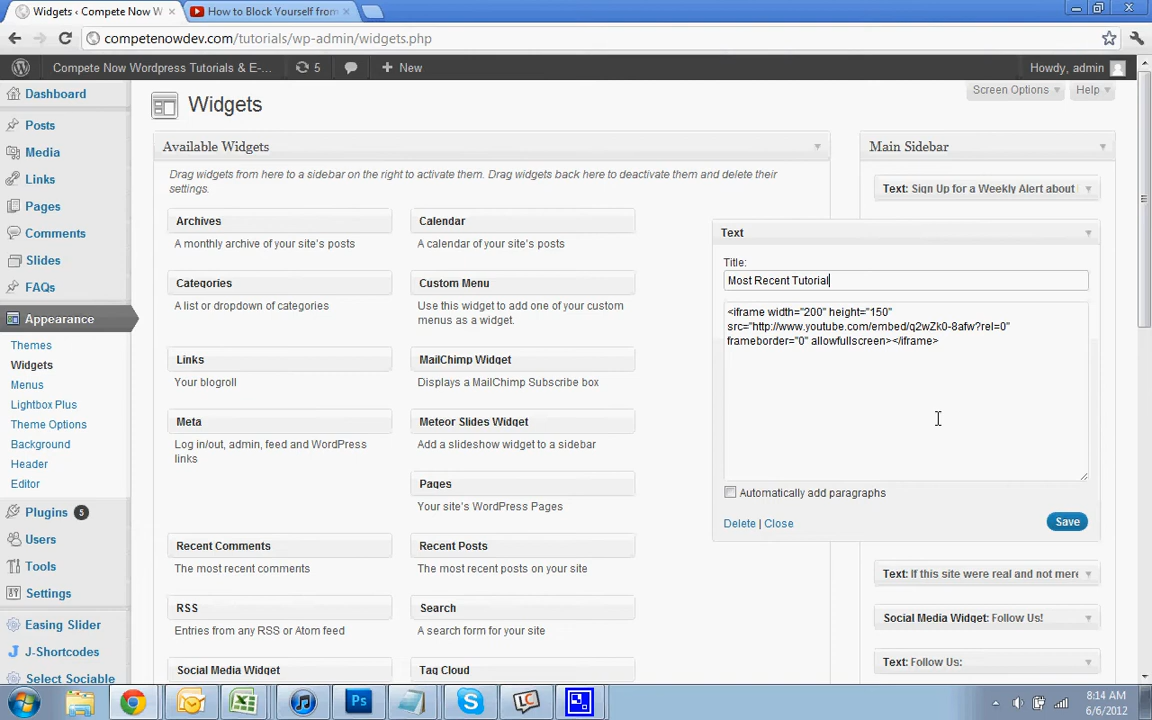 Widgets ‹ Compete Now W
How to Block Yourself from
competenowdev.com/tutorials/wp-admin/widgets.php
Compete Now Wordpress Tutorials & E-...
5
New
Howdy, admin
Dashboard
Posts
Media
Links
Pages
Comments
Slides
FAQs
Appearance
Themes
Widgets
Menus
Lightbox Plus
Theme Options
Background
Header
Editor
Plugins 5
Users
Tools
Settings
Easing Slider
J-Shortcodes
Select Sociable
Widgets
Screen Options
Help
Available Widgets
Drag widgets from here to a sidebar on the right to activate them. Drag widgets back here to deactivate them and delete their
settings.
Archives
A monthly archive of your site's posts
Calendar
A calendar of your site's posts
Categories
A list or dropdown of categories
Custom Menu
Use this widget to add one of your custom
menus as a widget.
Links
Your blogroll
MailChimp Widget
Displays a MailChimp Subscribe box
Meta
Log in/out, admin, feed and WordPress
links
Meteor Slides Widget
Add a slideshow widget to a sidebar
Pages
Your site's WordPress Pages
Recent Comments
The most recent comments
Recent Posts
The most recent posts on your site
RSS
Entries from any RSS or Atom feed
Search
A search form for your site
Social Media Widget
Tag Cloud
Main Sidebar
Text: Sign Up for a Weekly Alert about
Text
Title:
Most Recent Tutorial
<iframe width="200" height="150"
src="http://www.youtube.com/embed/q2wZk0-8afw?rel=0"
frameborder="0" allowfullscreen></iframe>
Automatically add paragraphs
Delete | Close
Save
Text: If this site were real and not mere
Social Media Widget: Follow Us!
Text: Follow Us:
8:14 AM
6/6/2012